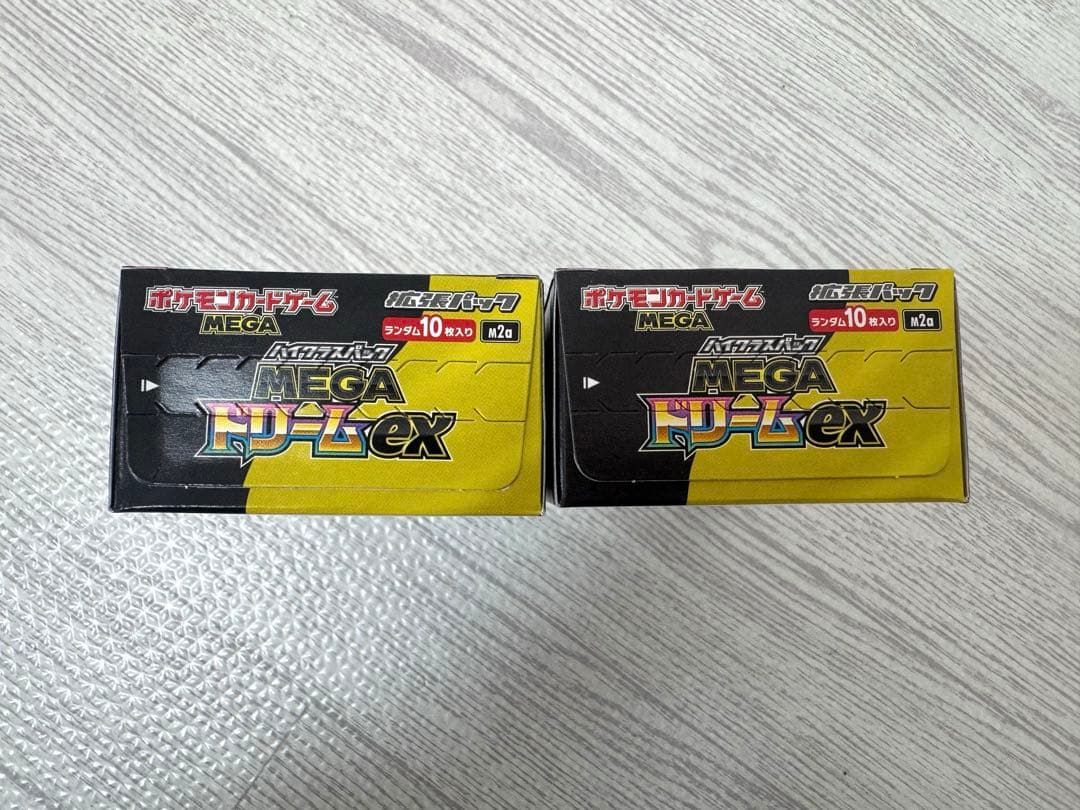 ポケモンカードゲーム
MEGA
拡張パック
ランダム10枚入り
M2a
ハイクラスパック
MEGA
ドリームex
ポケモンカードゲーム
MEGA
拡張パック
ランダム10枚入り
M2a
ハイクラスパック
MEGA
ドリームex